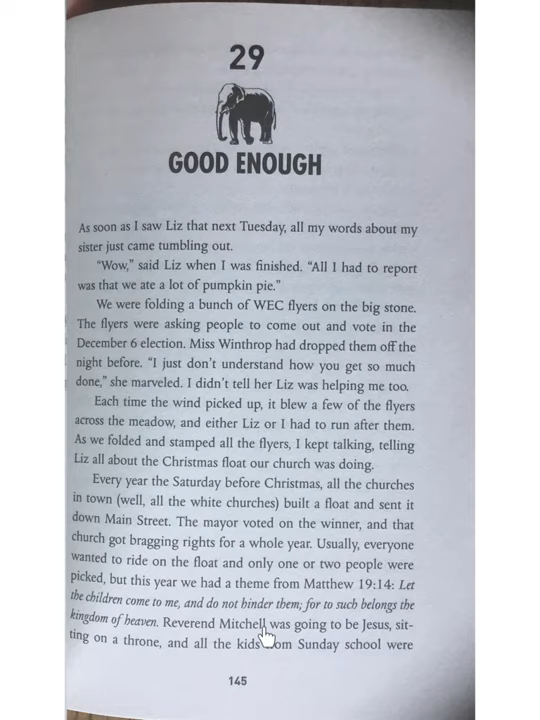 29
GOOD ENOUGH
As soon as I saw Liz that next Tuesday, all my words about my
sister just came tumbling out.
“Wow,” said Liz when I was finished. “All I had to report
was that we ate a lot of pumpkin pie.”
We were folding a bunch of WEC flyers on the big stone.
The flyers were asking people to come out and vote in the
December 6 election. Miss Winthrop had dropped them off the
night before. “I just don’t understand how you get so much
done,” she marveled. I didn’t tell her Liz was helping me too.
Each time the wind picked up, it blew a few of the flyers
across the meadow, and either Liz or I had to run after them.
As we folded and stamped all the flyers, I kept talking, telling
Liz all about the Christmas float our church was doing.
Every year the Saturday before Christmas, all the churches
in town (well, all the white churches) built a float and sent it
down Main Street. The mayor voted on the winner, and that
church got bragging rights for a whole year. Usually, everyone
wanted to ride on the float and only one or two people were
picked, but this year we had a theme from Matthew 19:14: Let
the children come to me, and do not hinder them; for to such belongs the
kingdom of heaven. Reverend Mitchell was going to be Jesus, sit-
ting on a throne, and all the kids from Sunday school were
145